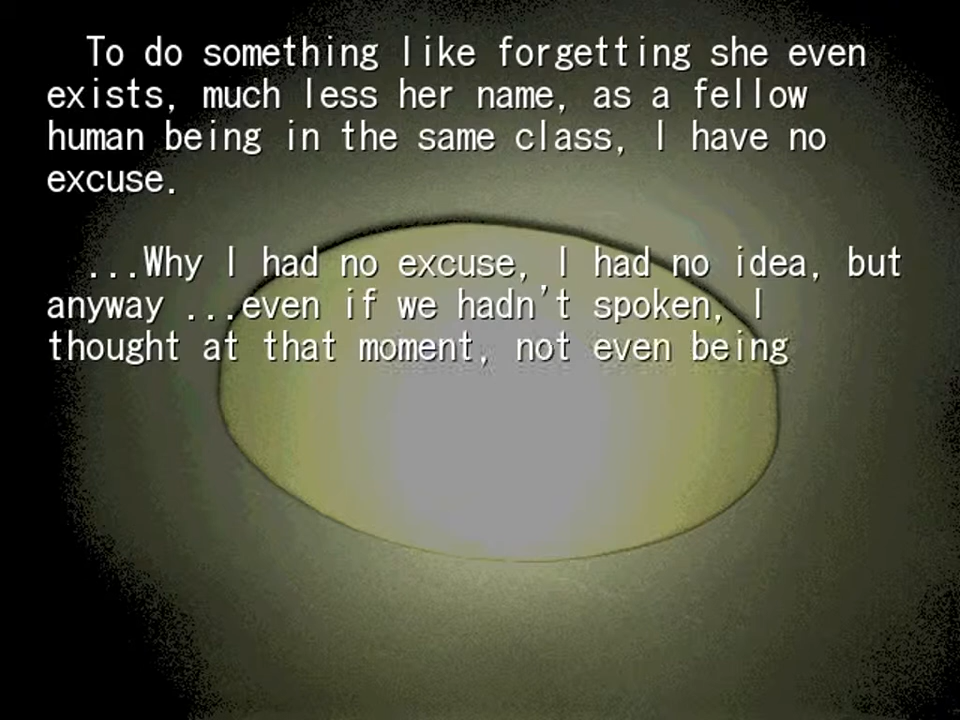 To do something like forgetting she even
exists, much less her name, as a fellow
human being in the same class, I have no
excuse.
...Why I had no excuse, I had no idea, but
anyway ...even if we hadn't spoken, I
thought at that moment, not even being